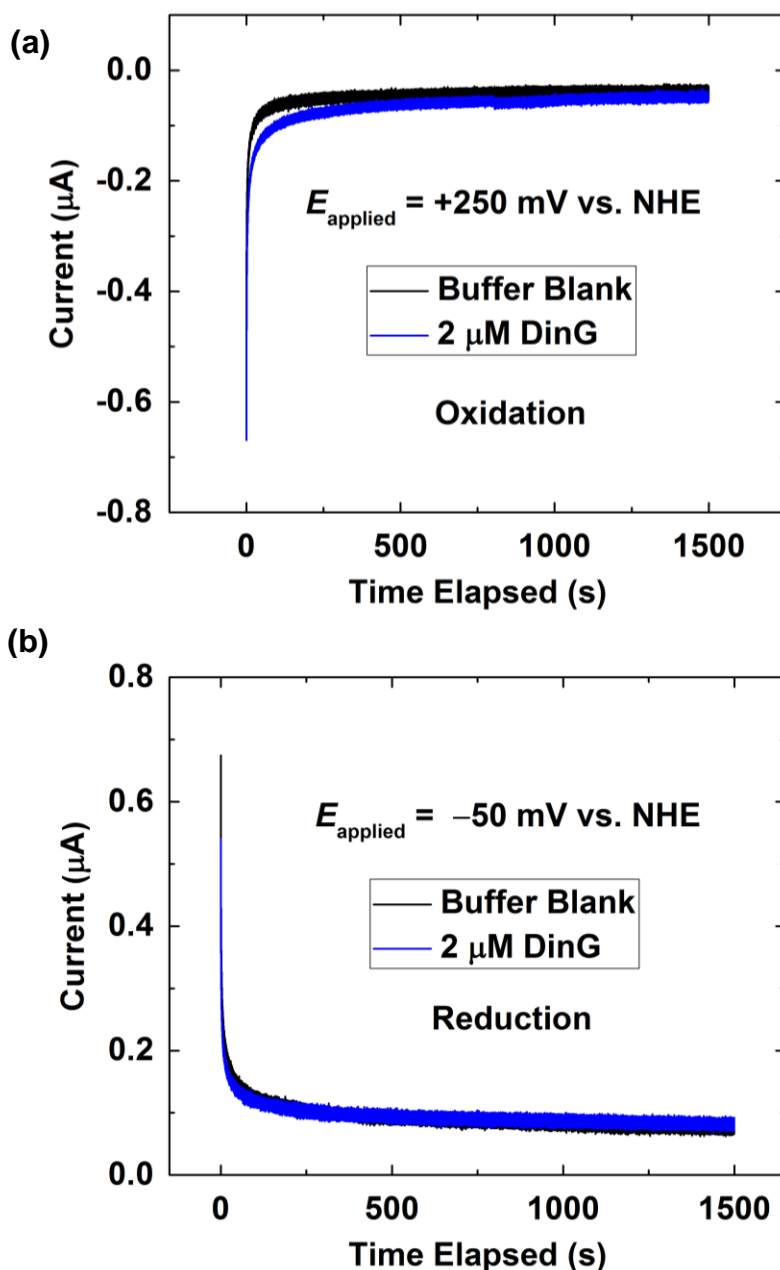 (a)
0.0
-0.2
-0.4
-0.6
-0.8
Current (μA)
E applied = +250 mV vs. NHE
Buffer Blank
2 μM DinG
Oxidation
0 500 1000 1500
Time Elapsed (s)
(b)
0.8
0.6
0.4
0.2
0.0
Current (μA)
E applied = −50 mV vs. NHE
Buffer Blank
2 μM DinG
Reduction
0 500 1000 1500
Time Elapsed (s)